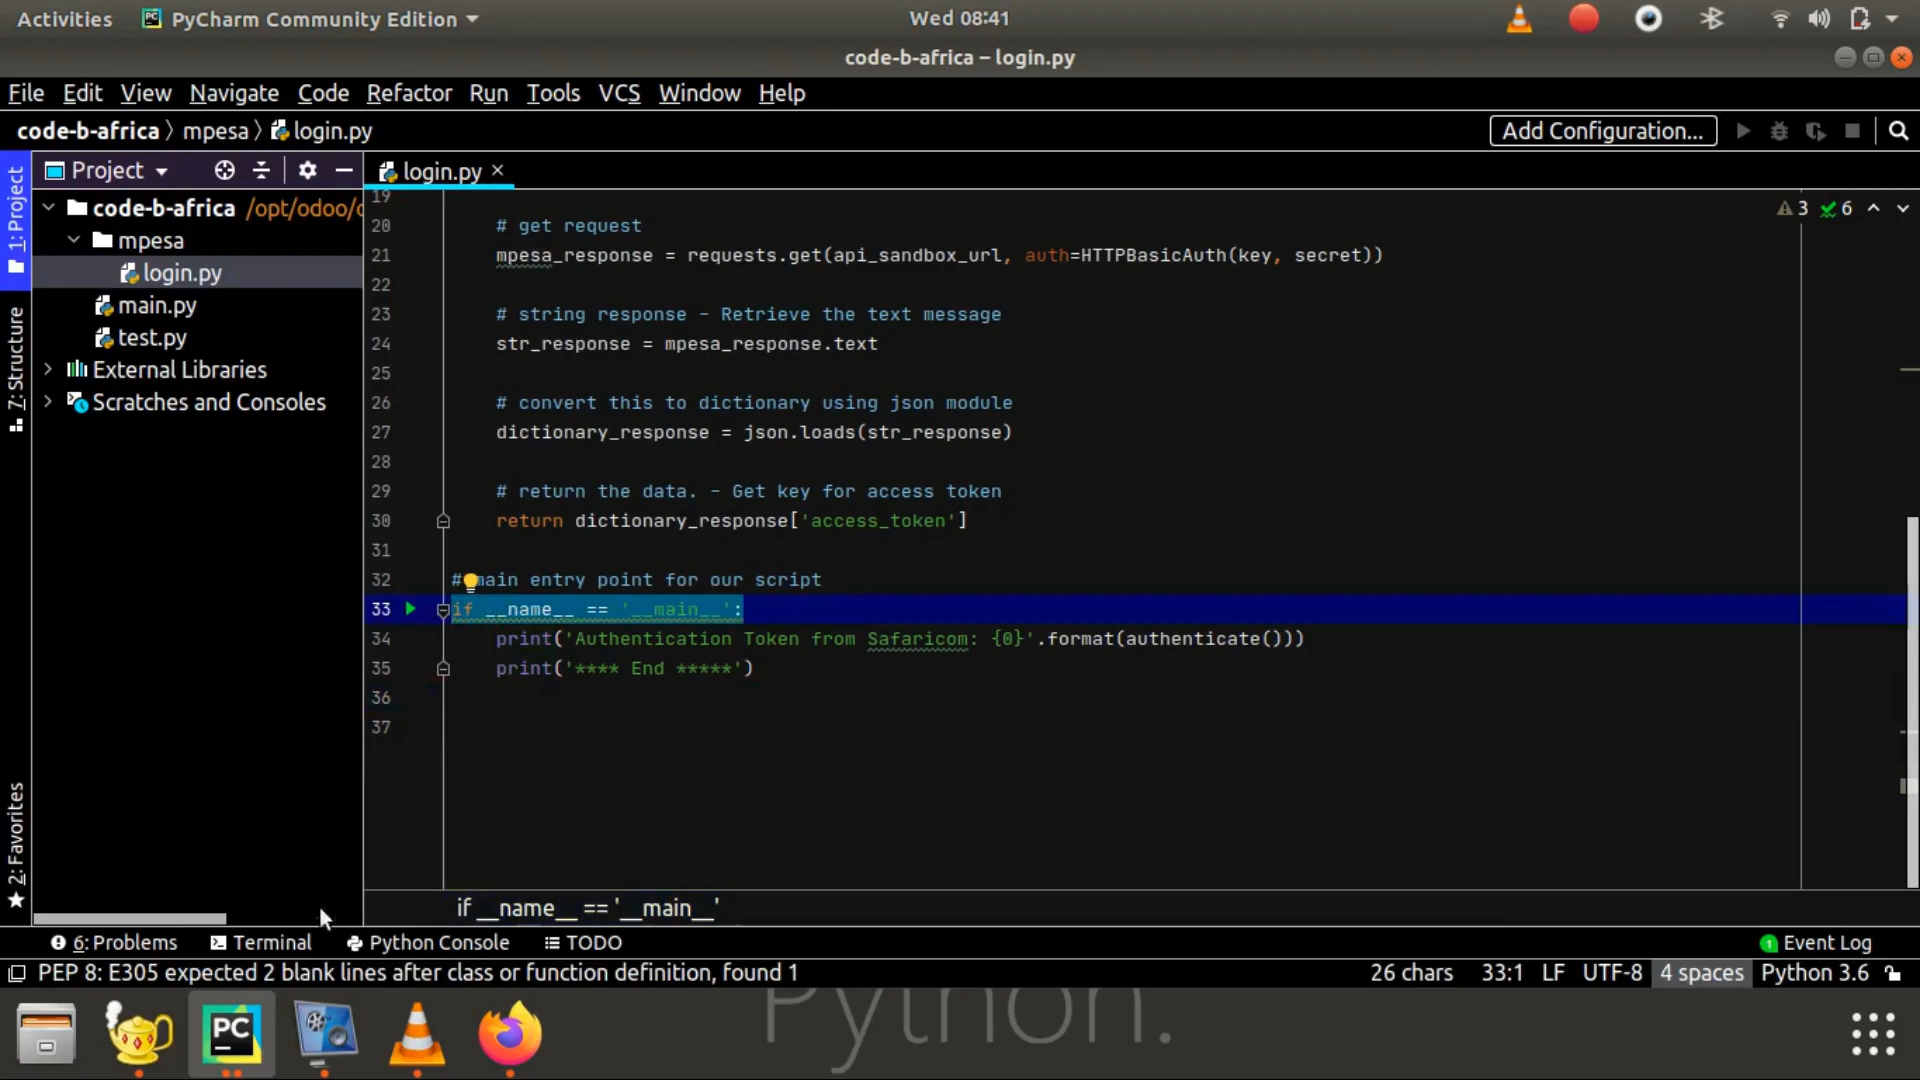 Activities
PyCharm Community Edition
Wed 08:41
code-b-africa – login.py
File Edit View Navigate Code Refactor Run Tools VCS Window Help
code-b-africa 〉 mpesa 〉 login.py
Add Configuration...
1: Project
Project
login.py ×
code-b-africa /opt/odoo/c
mpesa
login.py
main.py
test.py
External Libraries
Scratches and Consoles
7: Structure
2: Favorites
3 6
19
20 # get request
21 mpesa_response = requests.get(api_sandbox_url, auth=HTTPBasicAuth(key, secret))
22
23 # string response - Retrieve the text message
24 str_response = mpesa_response.text
25
26 # convert this to dictionary using json module
27 dictionary_response = json.loads(str_response)
28
29 # return the data. - Get key for access token
30 return dictionary_response['access_token']
31
32 # main entry point for our script
33 if __name__ == '__main__':
34 print('Authentication Token from Safaricom: {0}'.format(authenticate()))
35 print('**** End *****')
36
37
if __name__ == '__main__'
6: Problems Terminal Python Console TODO
1 Event Log
PEP 8: E305 expected 2 blank lines after class or function definition, found 1
26 chars 33:1 LF UTF-8 4 spaces Python 3.6
PC
Python.